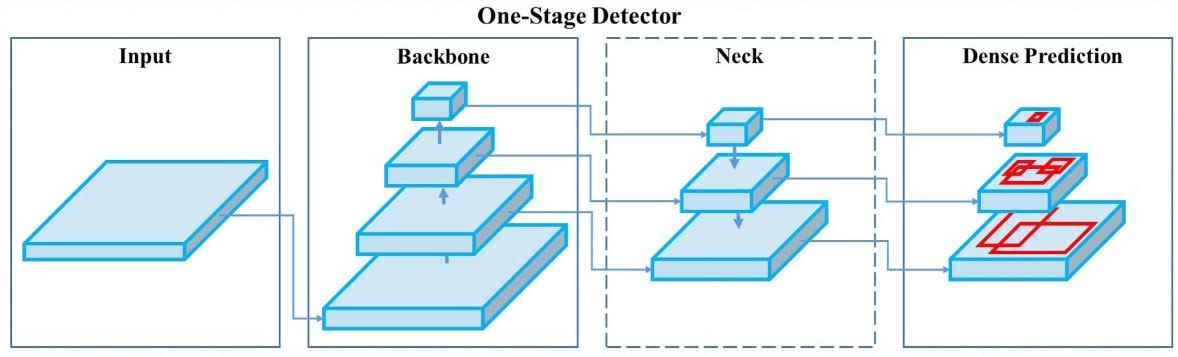 One-Stage Detector
Input
Backbone
Neck
Dense Prediction